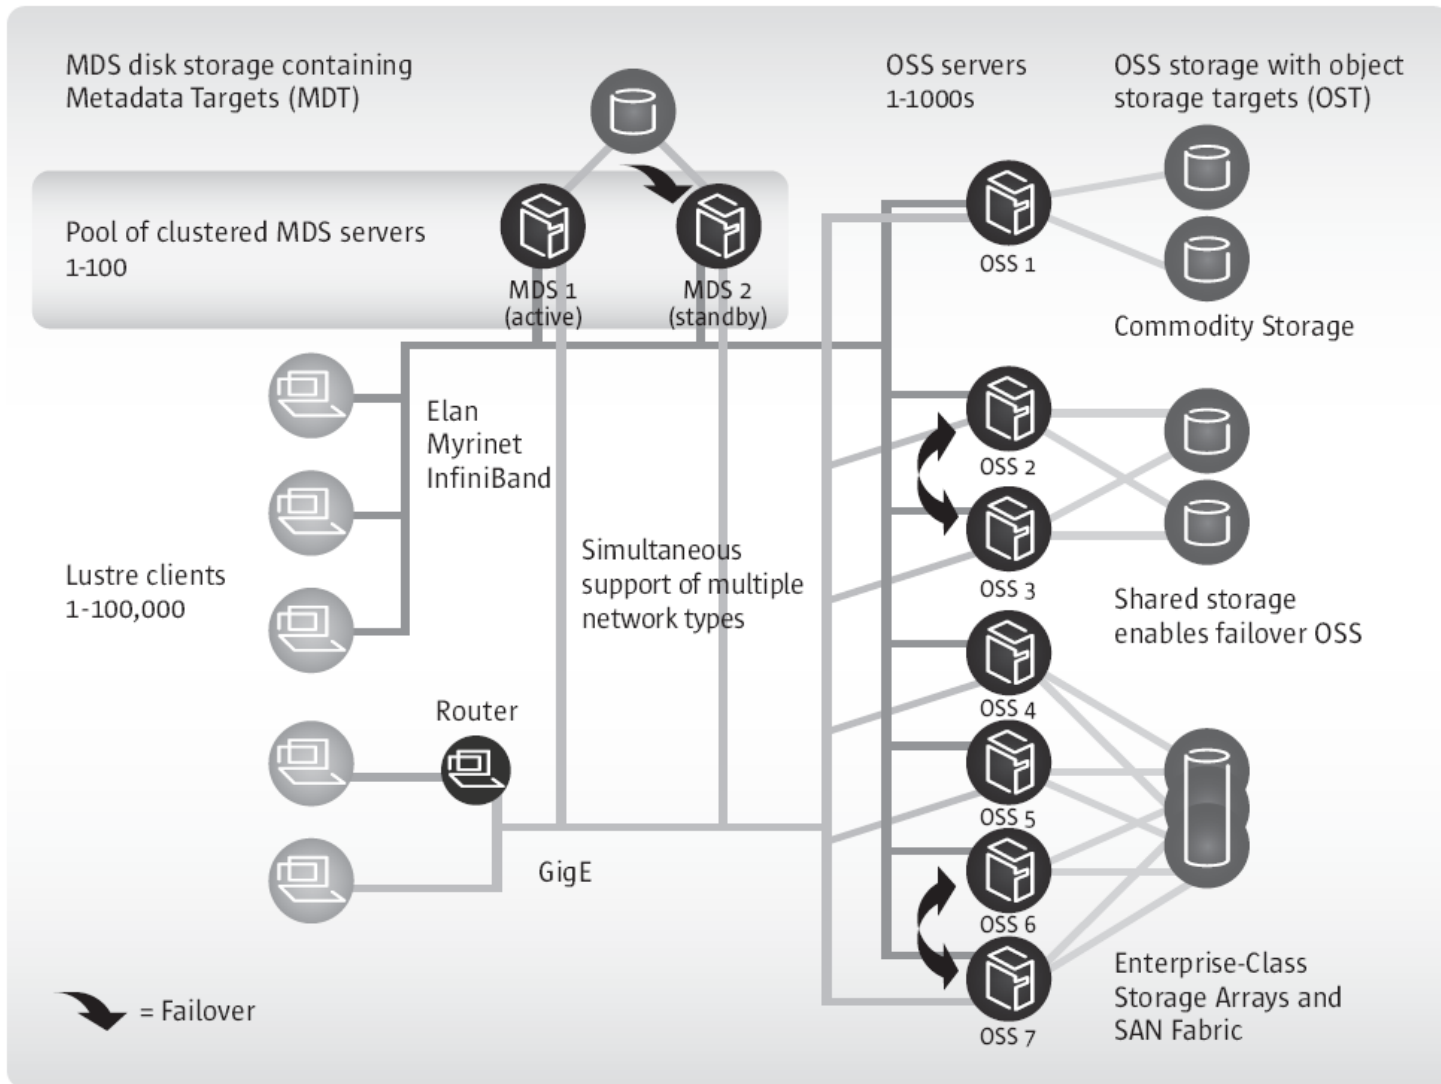 MDS disk storage containing
Metadata Targets (MDT)
OSS servers
1-1000s
OSS storage with object
storage targets (OST)
Pool of clustered MDS servers
1-100
MDS 1
(active)
MDS 2
(standby)
OSS 1
Commodity Storage
Elan
Myrinet
InfiniBand
OSS 2
Lustre clients
1-100,000
Simultaneous
support of multiple
network types
OSS 3
Shared storage
enables failover OSS
Router
OSS 4
OSS 5
GigE
OSS 6
Enterprise-Class
Storage Arrays and
SAN Fabric
= Failover
OSS 7